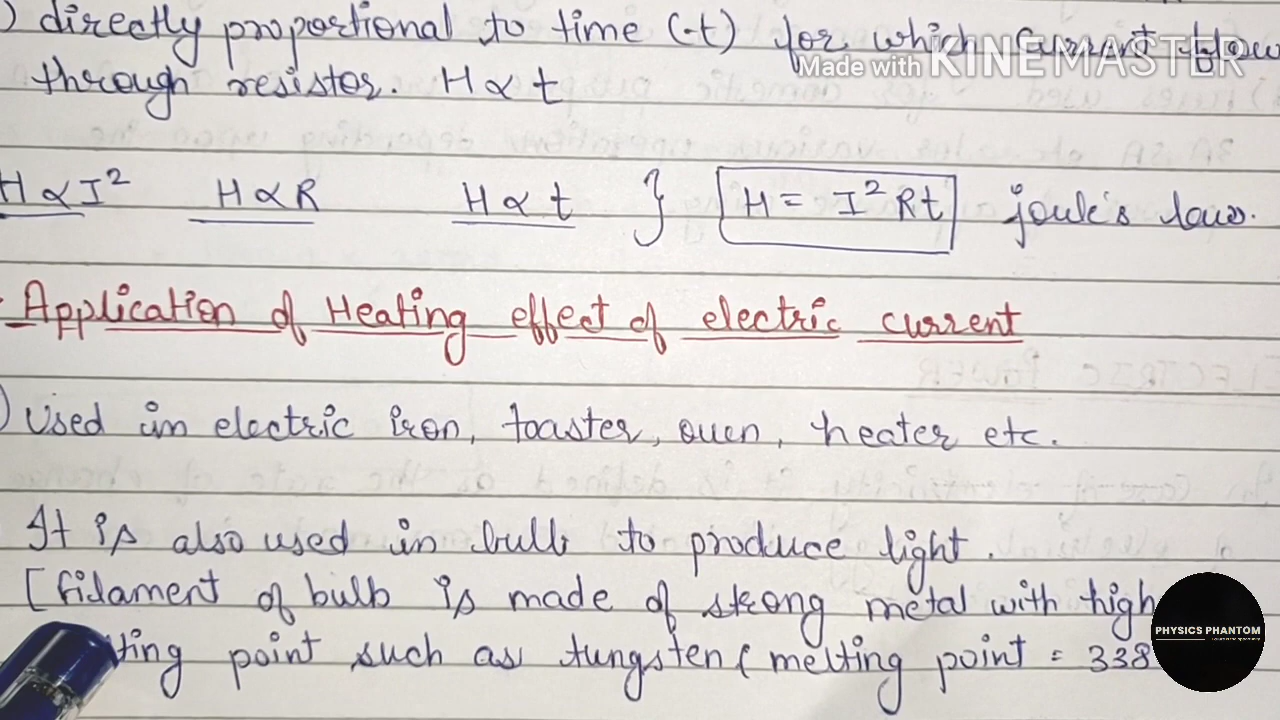 ) directly proportional to time (t) for which current flow
Made with KINEMASTER
through resistor. H ∝ t
H ∝ I² H ∝ R H ∝ t } H = I² Rt joule's law.
Application of Heating effect of electric current
) Used in electric iron, toaster, oven, heater etc.
It is also used in bulb to produce light.
[filament of bulb is made of strong metal with high
ting point such as tungsten ( melting point = 338
PHYSICS PHANTOM